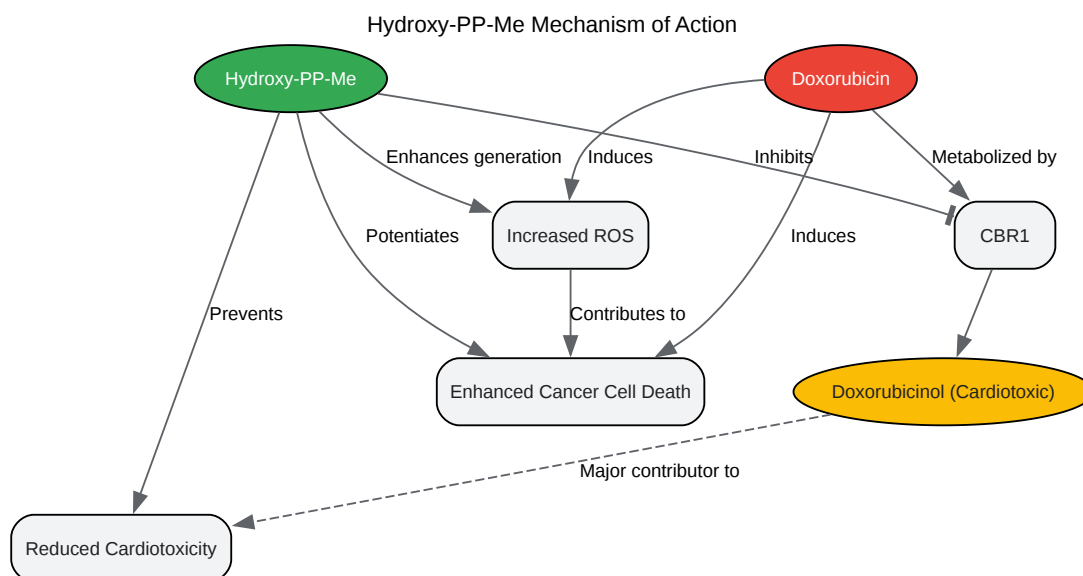 Hydroxy-PP-Me Mechanism of Action
Hydroxy-PP-Me
Doxorubicin
Enhances generation
Induces
Inhibits
Metabolized by
Potentiates
Increased ROS
Induces
CBR1
Prevents
Contributes to
Enhanced Cancer Cell Death
Doxorubicinol (Cardiotoxic)
Major contributor to
Reduced Cardiotoxicity